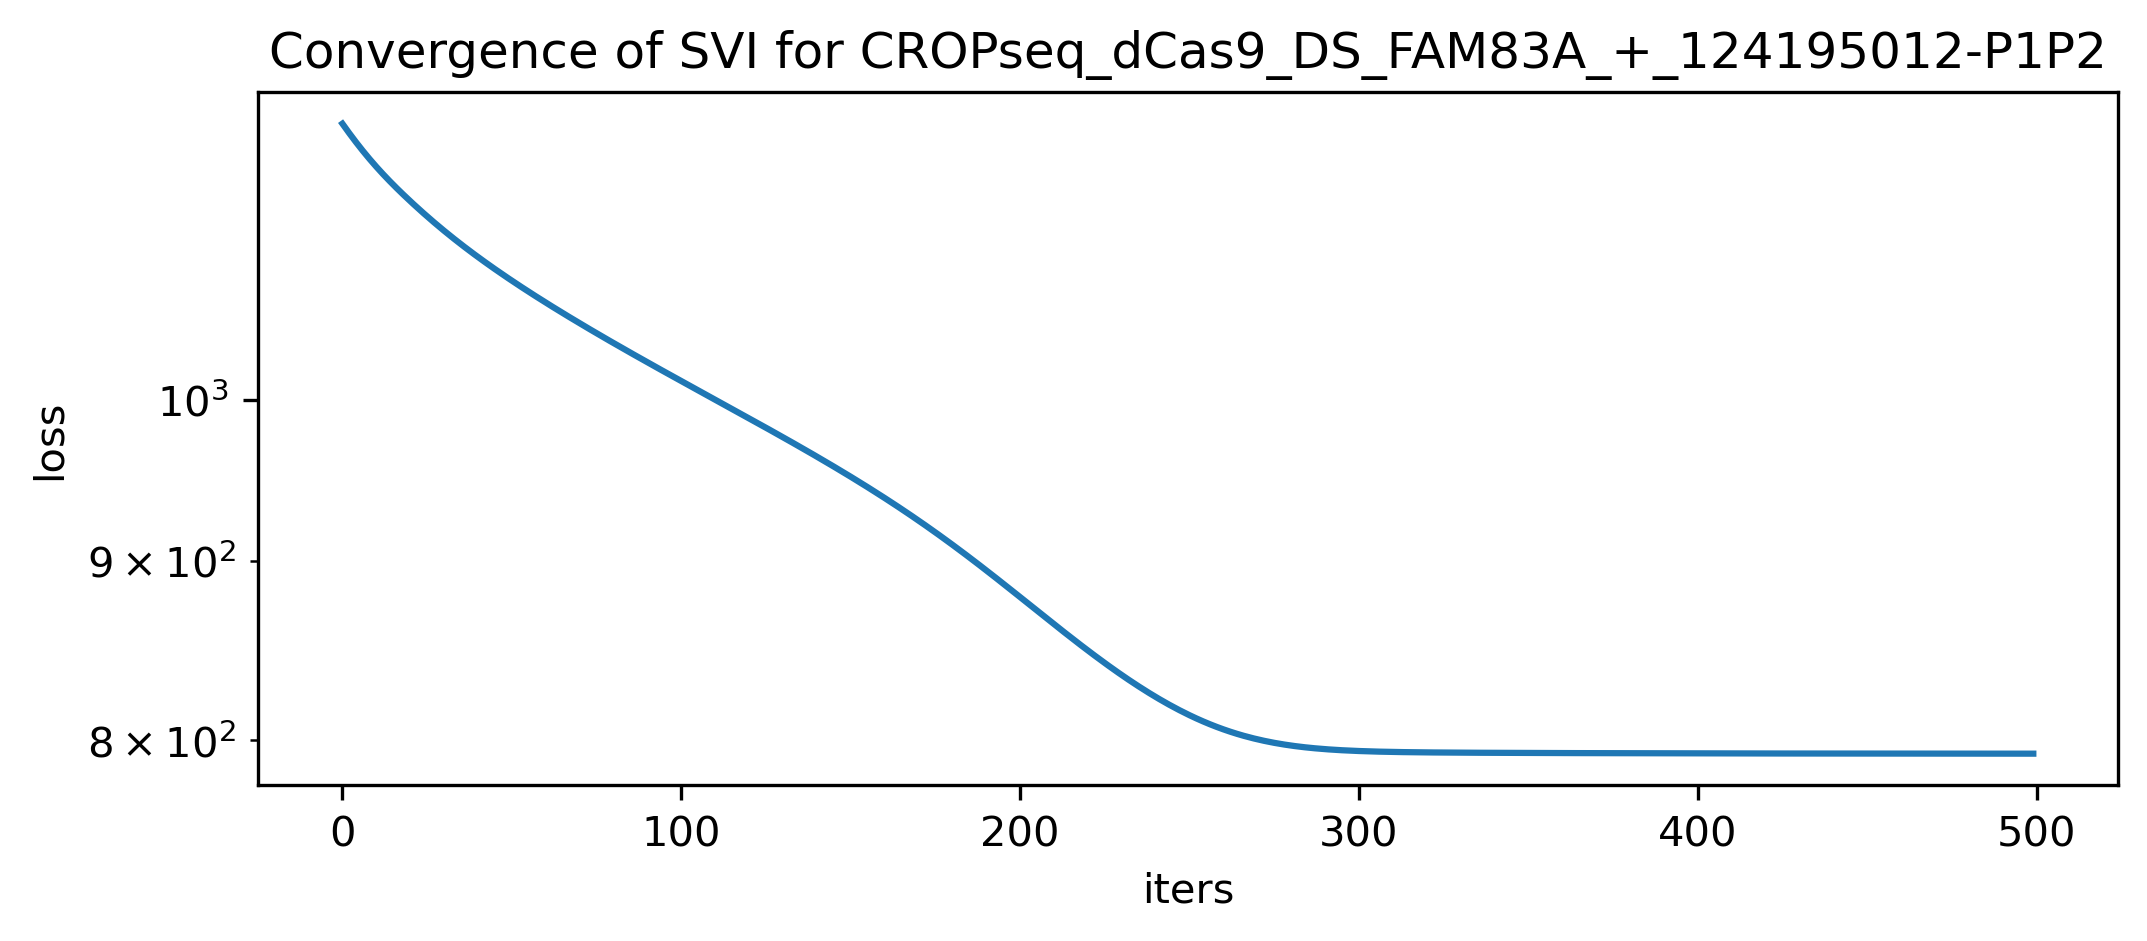 Convergence of SVI for CROPseq_dCas9_DS_FAM83A_+_124195012-P1P2
loss
10³
9 × 10²
8 × 10²
0 100 200 300 400 500
iters